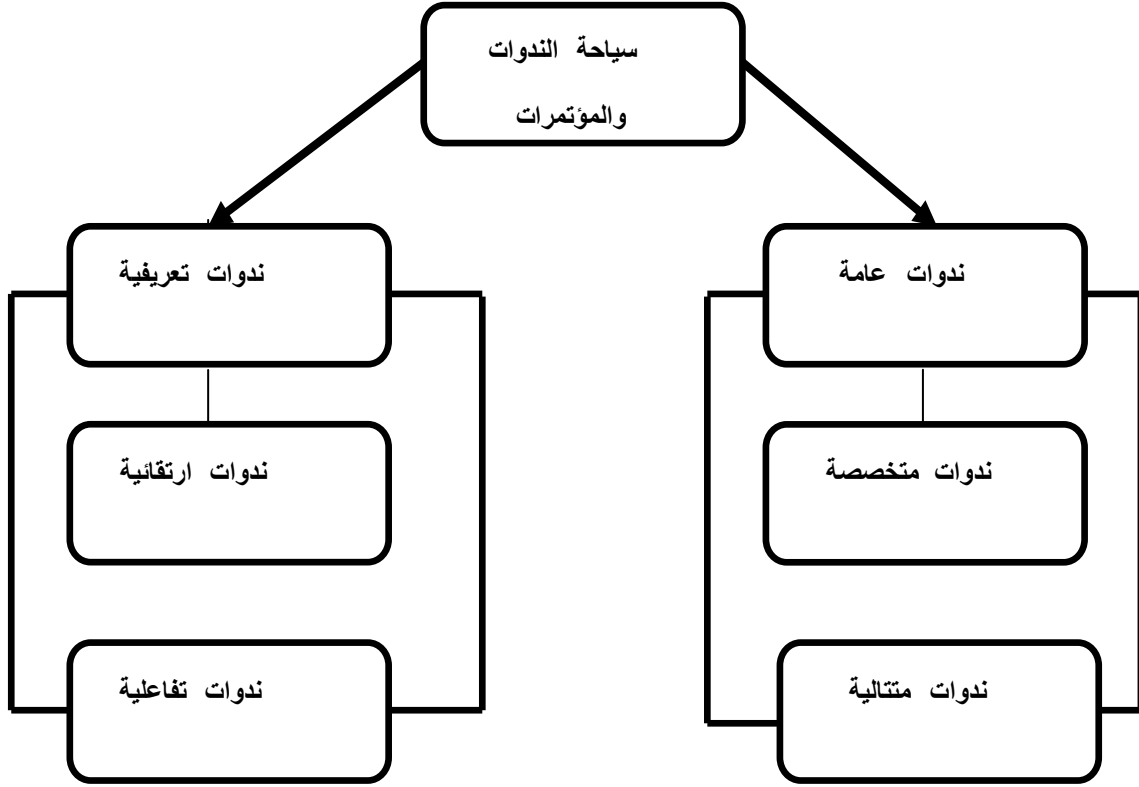 سياحة الندوات
والمؤتمرات
ندوات عامة
ندوات تعريفية
ندوات متخصصة
ندوات ارتقائية
ندوات متتالية
ندوات تفاعلية